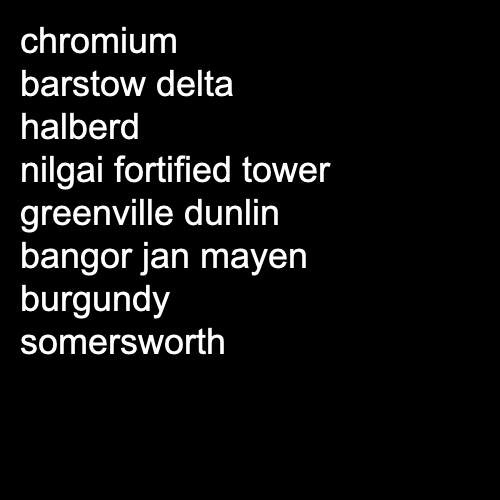 chromium
barstow delta
halberd
nilgai fortified tower
greenville dunlin
bangor jan mayen
burgundy
somersworth